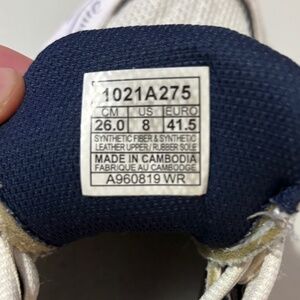 1021A275
CM US EURO
26.0 8 41.5
SYNTHETIC FIBER & SYNTHETIC
LEATHER UPPER / RUBBER SOLE
MADE IN CAMBODIA
FABRIQUE AU CAMBODGE
A960819 WR